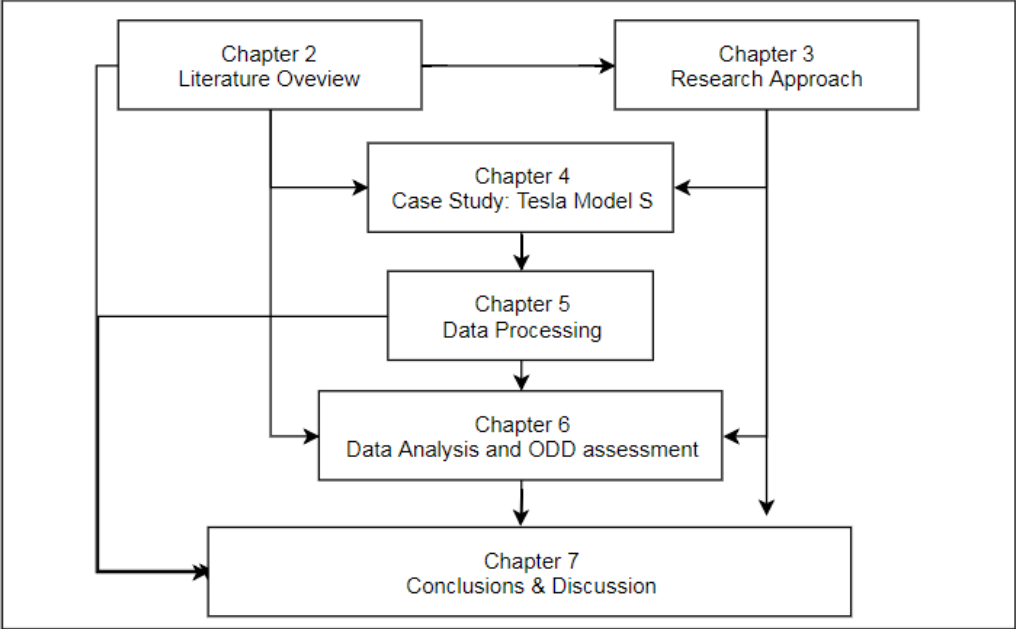 Chapter 2
Literature Oveview
Chapter 3
Research Approach
Chapter 4
Case Study: Tesla Model S
Chapter 5
Data Processing
Chapter 6
Data Analysis and ODD assessment
Chapter 7
Conclusions & Discussion